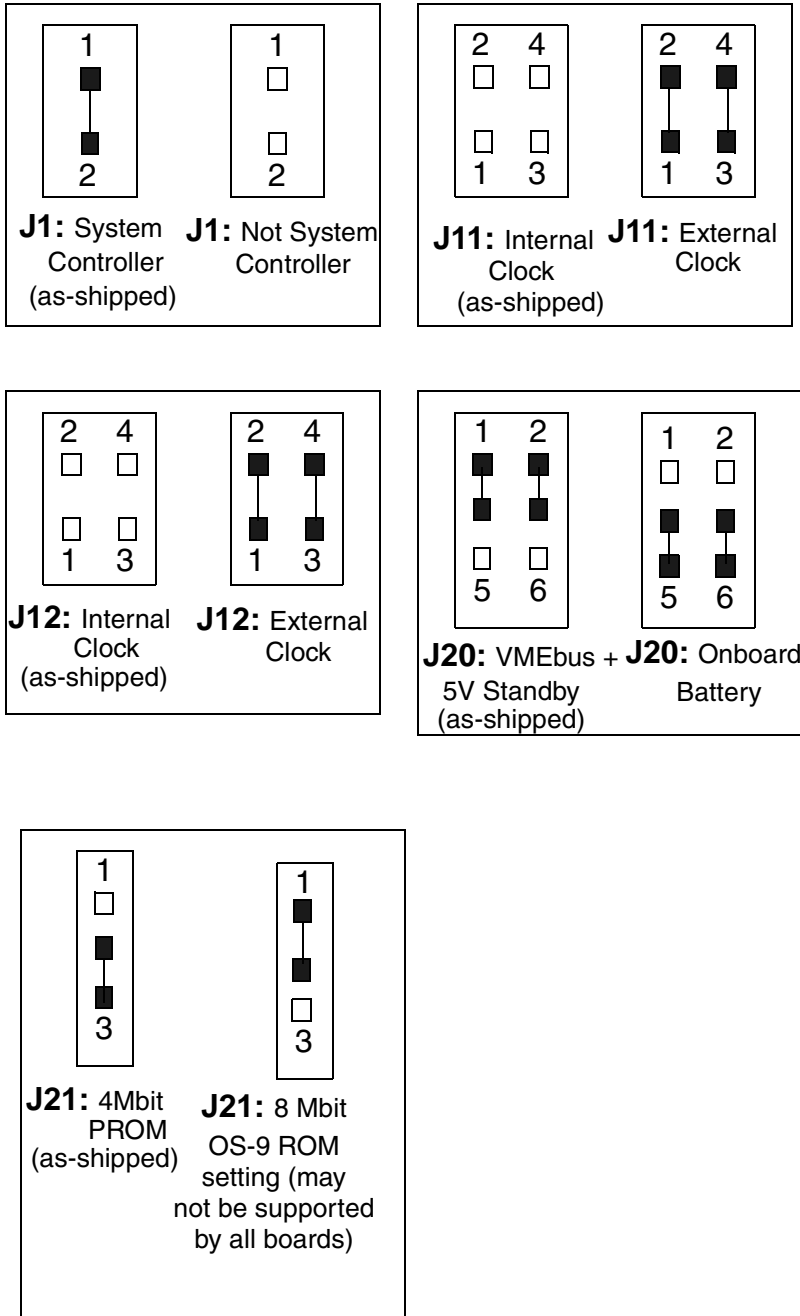 1
2
J1: System
Controller
(as-shipped)
1
2
J1: Not System
Controller
2 4
1 3
J11: Internal
Clock
(as-shipped)
2 4
1 3
J11: External
Clock
2 4
1 3
J12: Internal
Clock
(as-shipped)
2 4
1 3
J12: External
Clock
1 2
5 6
J20: VMEbus +
5V Standby
(as-shipped)
1 2
5 6
J20: Onboard
Battery
1
3
J21: 4Mbit
PROM
(as-shipped)
1
3
J21: 8 Mbit
OS-9 ROM
setting (may
not be supported
by all boards)